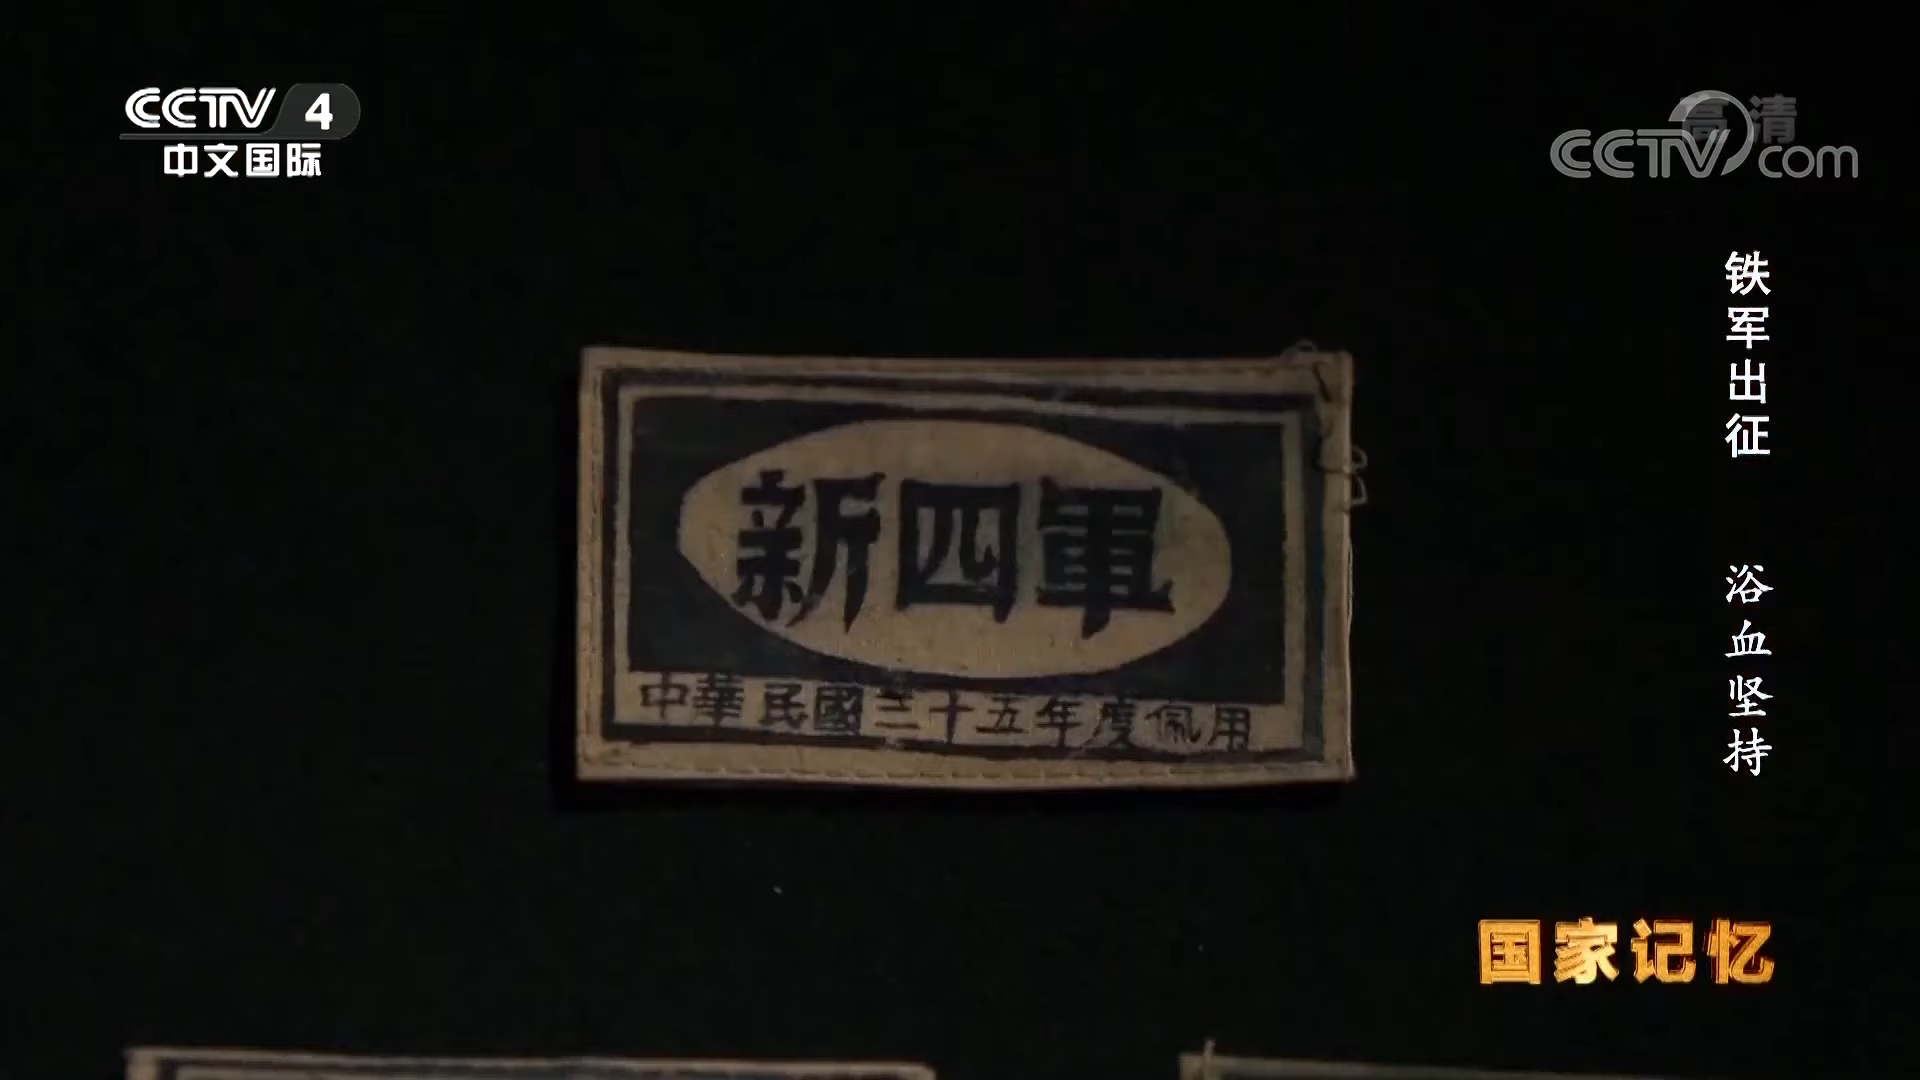 CCTV 4
中文国际
高清
CCTV com
铁军出征
浴血坚持
新四軍
中華民國三十五年度佩用
国家记忆